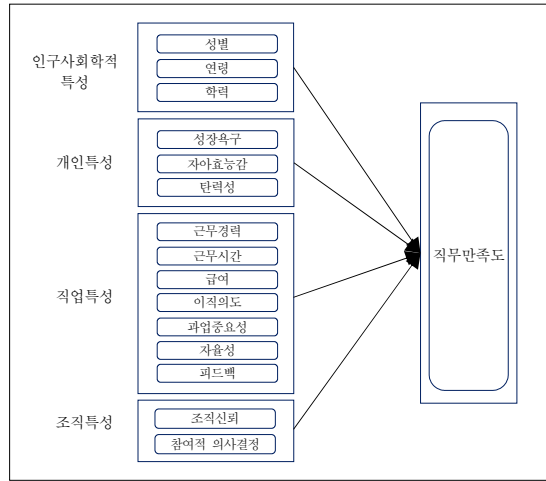 인구사회학적
특성
성별
연령
학력
개인특성
성장욕구
자아효능감
탄력성
직업특성
근무경력
근무시간
급여
이직의도
과업중요성
자율성
피드백
조직특성
조직신뢰
참여적 의사결정
직무만족도